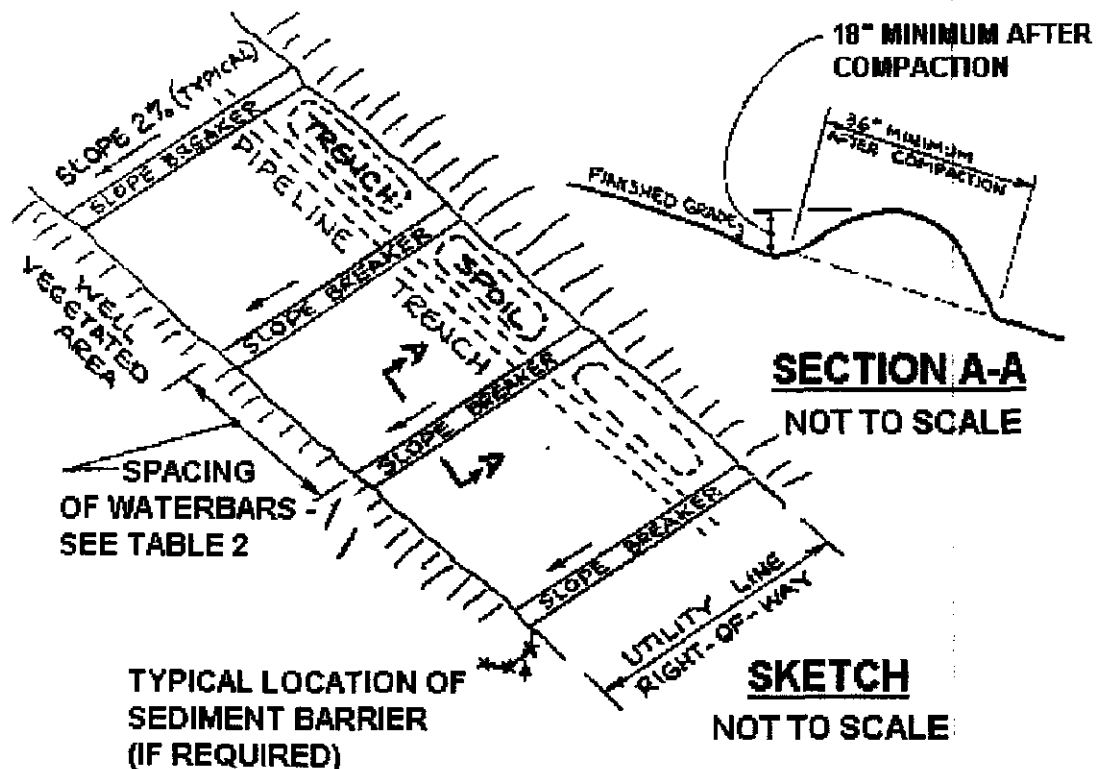 18" MINIMUM AFTER
COMPACTION
36" MINIMUM
AFTER COMPACTION
FINISHED GRADE
SECTION A-A
NOT TO SCALE
SLOPE 2% (TYPICAL)
SLOPE BREAKER
TRENCH
PIPELINE
SLOPE BREAKER
SPOIL
TRENCH
WELL
VEGETATED
AREA
A
SLOPE BREAKER
A
SPACING
OF WATERBARS -
SEE TABLE 2
SLOPE BREAKER
UTILITY LINE
RIGHT-OF-WAY
TYPICAL LOCATION OF
SEDIMENT BARRIER
(IF REQUIRED)
SKETCH
NOT TO SCALE